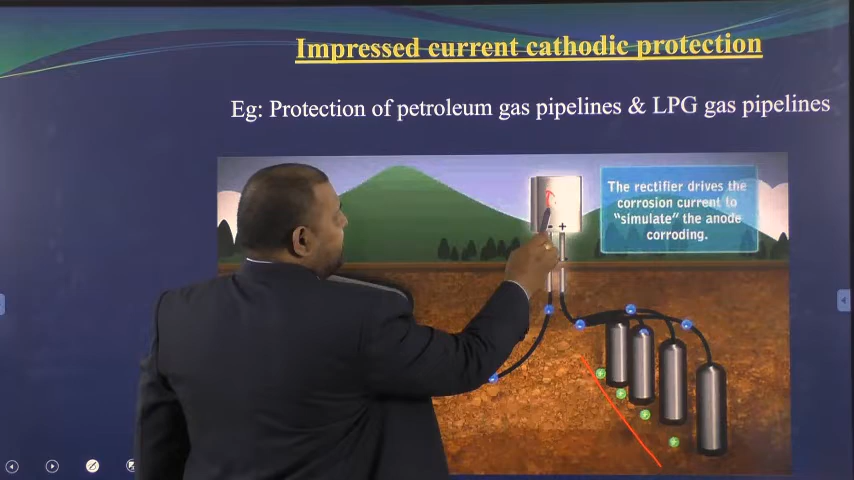 Impressed current cathodic protection
Eg: Protection of petroleum gas pipelines & LPG gas pipelines
The rectifier drives the
corrosion current to
"simulate" the anode
corroding.
- +